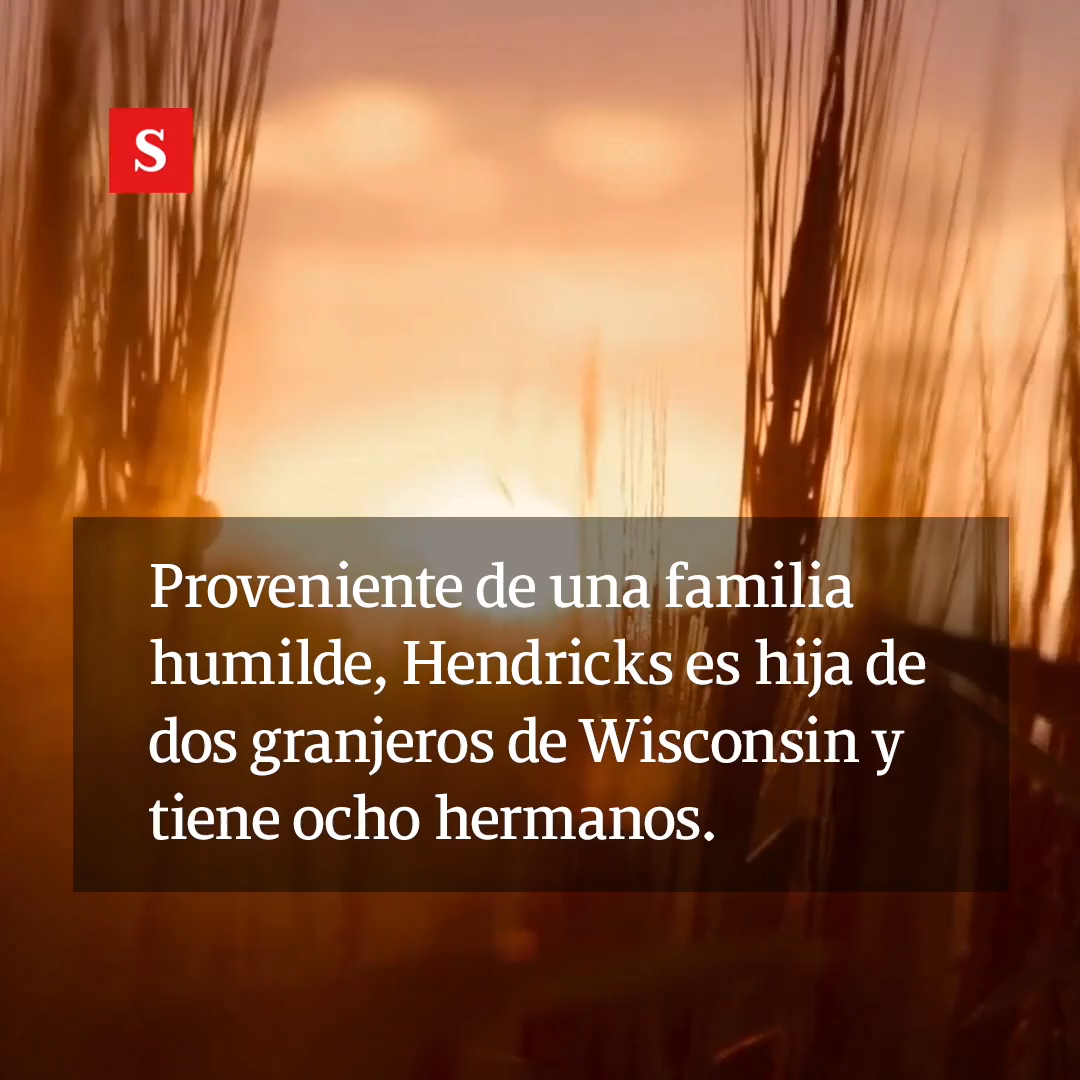 S
Proveniente de una familia
humilde, Hendricks es hija de
dos granjeros de Wisconsin y
tiene ocho hermanos.